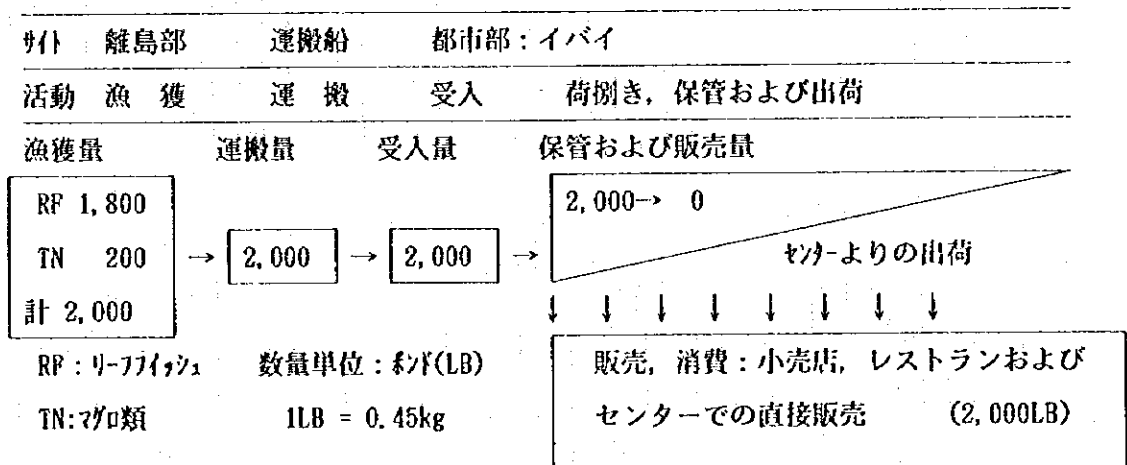 ｻｲﾄ 離島部 運搬船 都市部：イバイ
活動 漁 獲 運 搬 受入 荷捌き，保管および出荷
漁獲量 運搬量 受入量 保管および販売量
RF 1,800
TN 200
計 2,000
→ 2,000 → 2,000 →
2,000→ 0
ｾﾝﾀｰよりの出荷
↓ ↓ ↓ ↓ ↓ ↓ ↓ ↓
RF：ﾘｰﾌﾌｲｯｼｭ 数量単位：ﾎﾟﾝﾄﾞ(LB)
TN:ﾏｸﾞﾛ類 1LB = 0.45kg
販売，消費：小売店，レストランおよび
センターでの直接販売 (2,000LB)